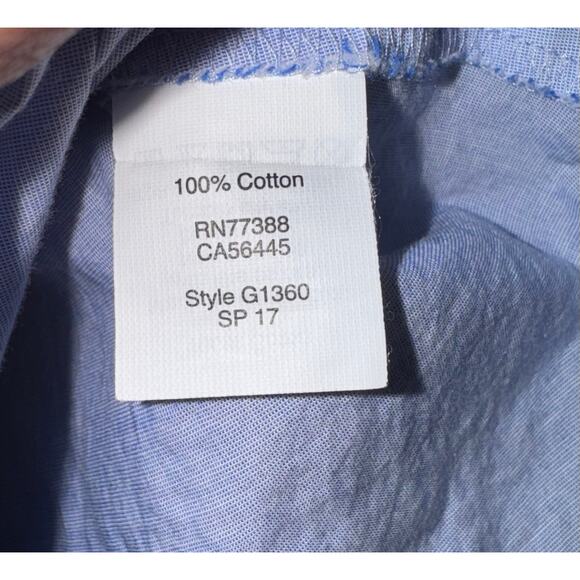 100% Cotton
RN77388
CA56445
Style G1360
SP 17